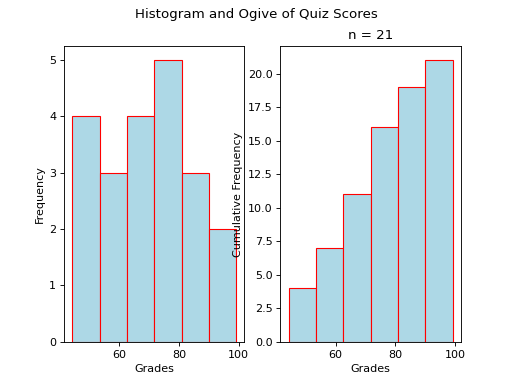 Histogram and Ogive of Quiz Scores
n = 21
5
4
3
2
1
0
Frequency
60 80 100
Grades
20.0
17.5
15.0
12.5
10.0
7.5
5.0
2.5
0.0
Cumulative Frequency
60 80 100
Grades